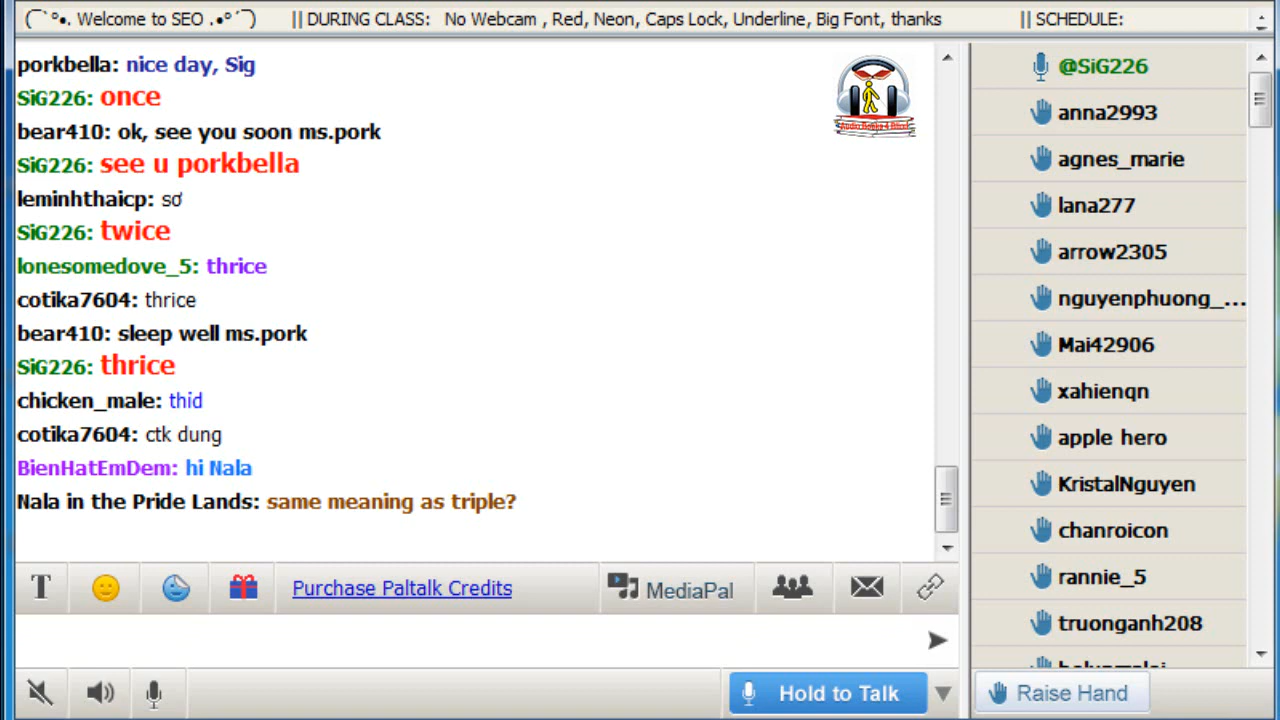 (¯`°•. Welcome to SEO .•°´¯) || DURING CLASS: No Webcam , Red, Neon, Caps Lock, Underline, Big Font, thanks || SCHEDULE:
porkbella: nice day, Sig
SiG226: once
bear410: ok, see you soon ms.pork
SiG226: see u porkbella
leminhthaicp: sơ
SiG226: twice
lonesomedove_5: thrice
cotika7604: thrice
bear410: sleep well ms.pork
SiG226: thrice
chicken_male: thid
cotika7604: ctk dung
BienHatEmDem: hi Nala
Nala in the Pride Lands: same meaning as triple?
@SiG226
anna2993
agnes_marie
lana277
arrow2305
nguyenphuong_...
Mai42906
xahienqn
apple hero
KristalNguyen
chanroicon
rannie_5
truonganh208
T
Purchase Paltalk Credits
MediaPal
Hold to Talk
Raise Hand